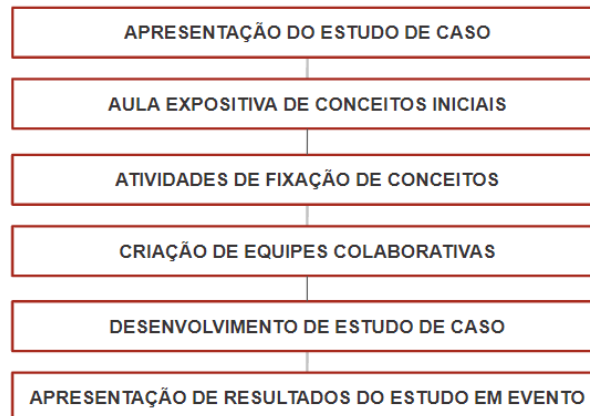 APRESENTAÇÃO DO ESTUDO DE CASO
AULA EXPOSITIVA DE CONCEITOS INICIAIS
ATIVIDADES DE FIXAÇÃO DE CONCEITOS
CRIAÇÃO DE EQUIPES COLABORATIVAS
DESENVOLVIMENTO DE ESTUDO DE CASO
APRESENTAÇÃO DE RESULTADOS DO ESTUDO EM EVENTO